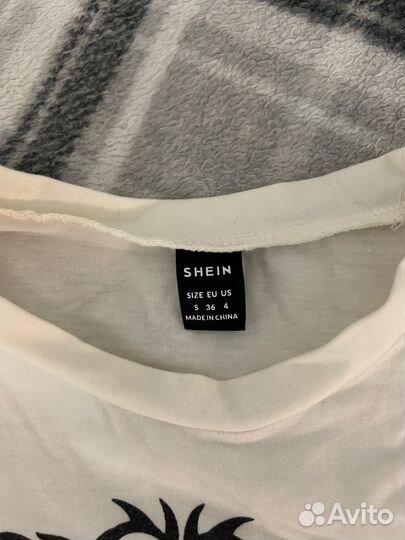 SHEIN
SIZE EU US
S 36 4
MADE IN CHINA
Avito